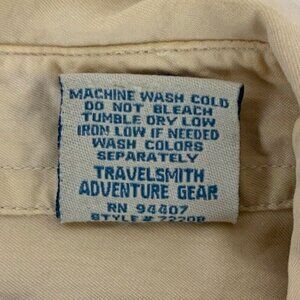 MACHINE WASH COLD
DO NOT BLEACH
TUMBLE DRY LOW
IRON LOW IF NEEDED
WASH COLORS
SEPARATELY
TRAVELSMITH
ADVENTURE GEAR
RN 94407
STYLE # 7220B